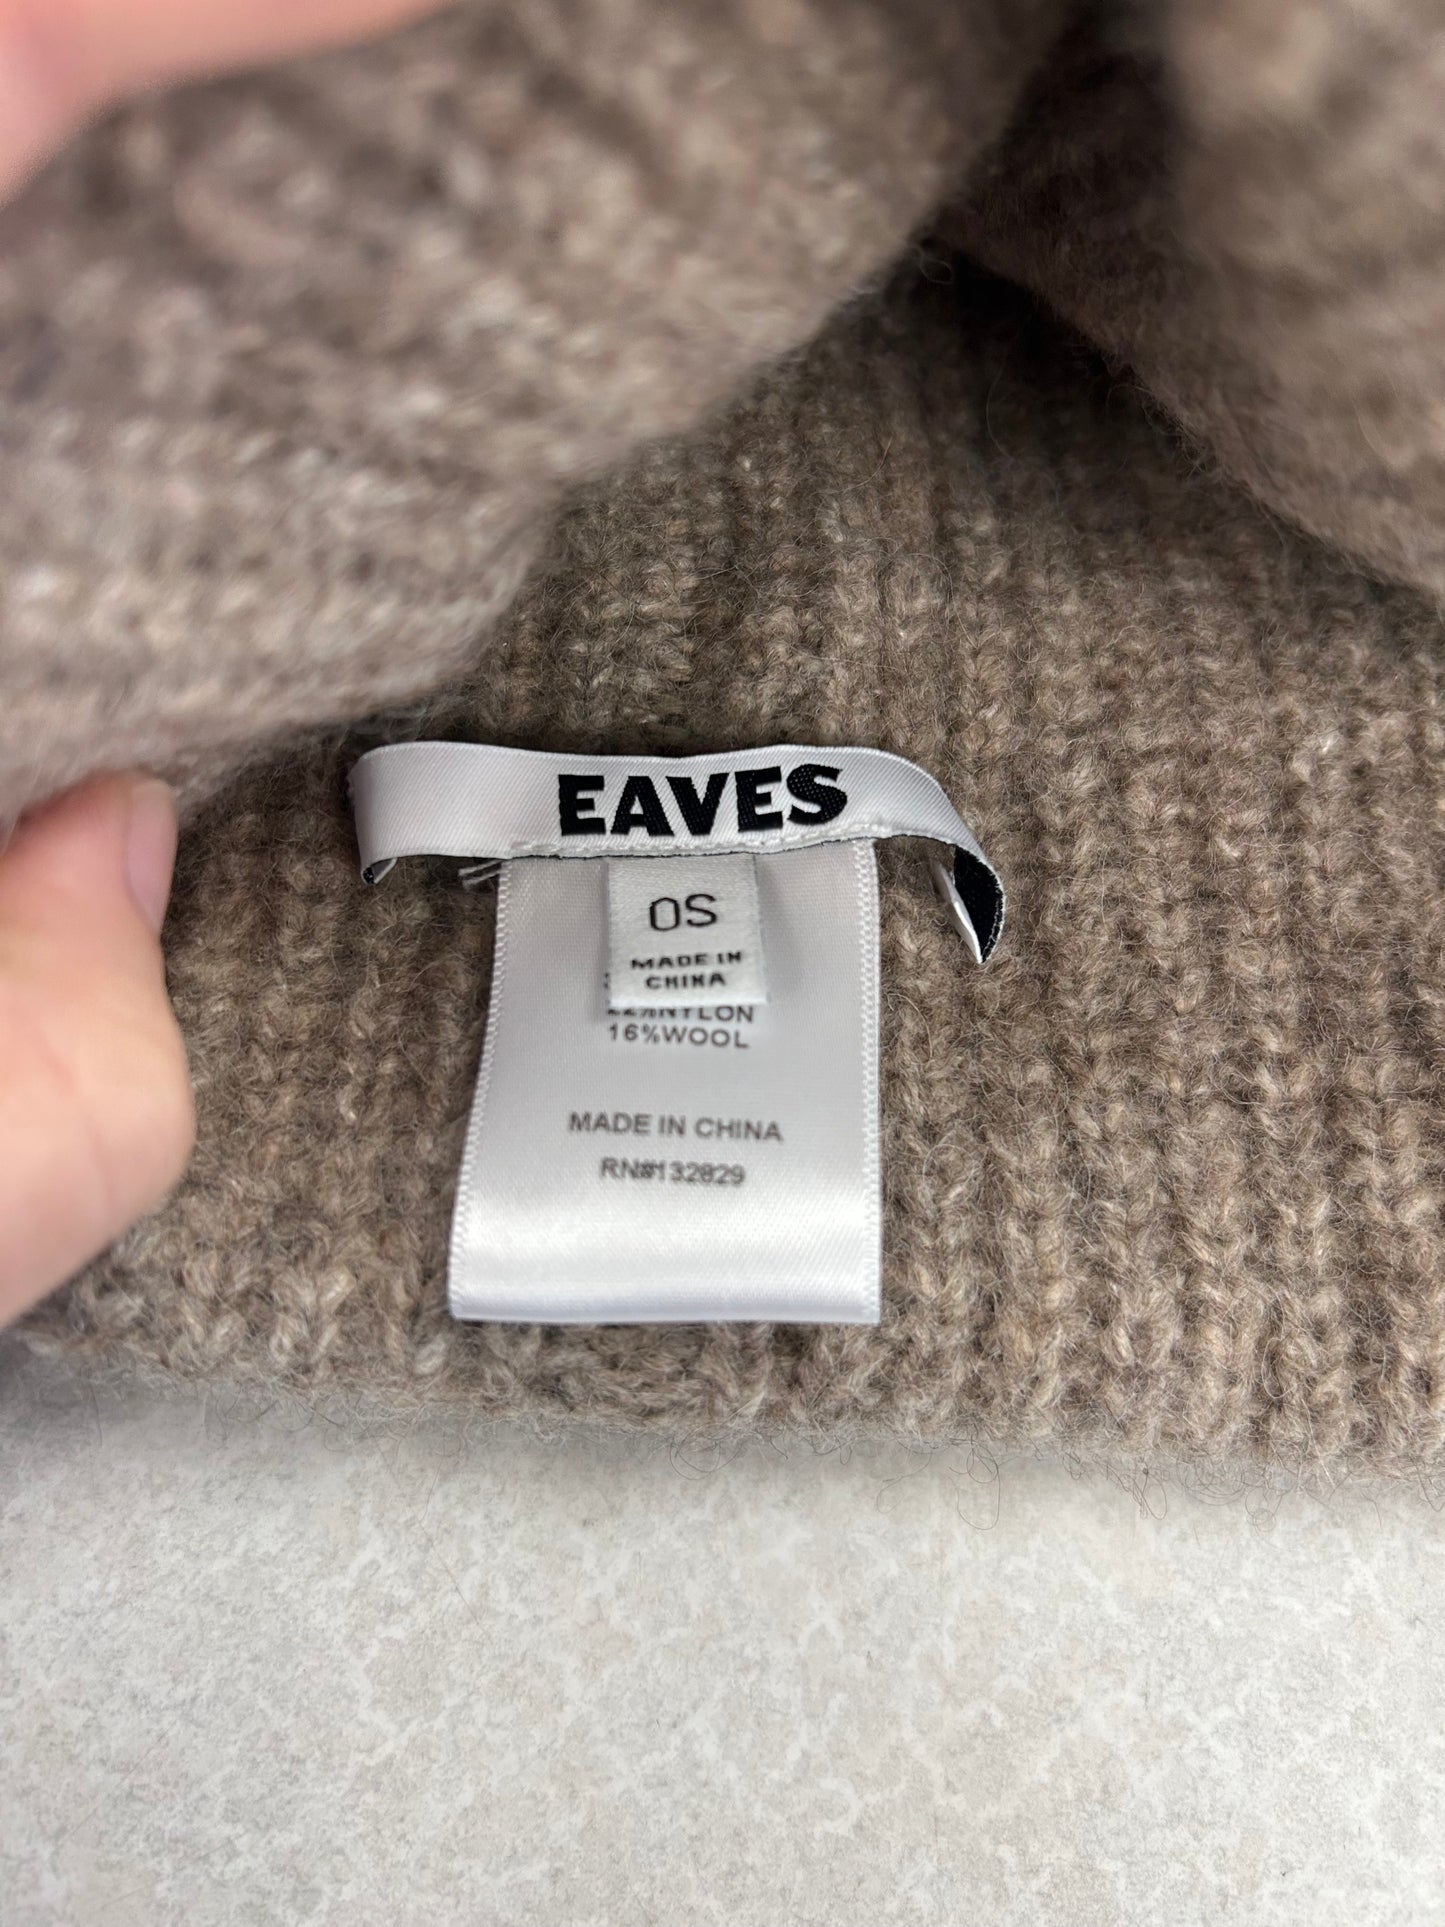 EAVES
OS
MADE IN
CHINA
16%WOOL
MADE IN CHINA
RN#132829